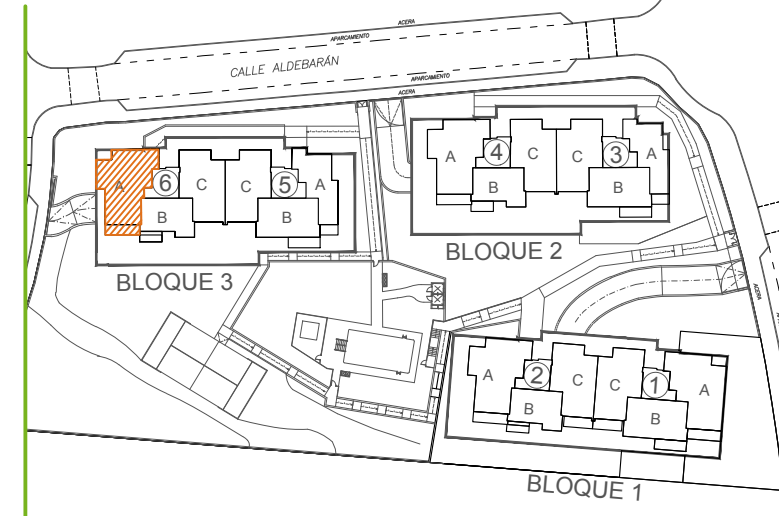 ACERA
APARCAMIENTO
CALLE ALDEBARÁN
APARCAMIENTO
ACERA
A 6 C C 5 A
B B
BLOQUE 3
A 4 C C 3 A
B B
BLOQUE 2
ACERA
A 2 C C 1 A
B B
BLOQUE 1